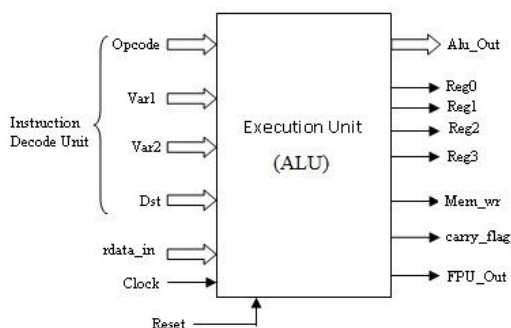 Opcode
Var1
Var2
Dst
rdata_in
Clock
Reset
Instruction
Decode Unit
Execution Unit
(ALU)
Alu_Out
Reg0
Reg1
Reg2
Reg3
Mem_wr
carry_flag
FPU_Out